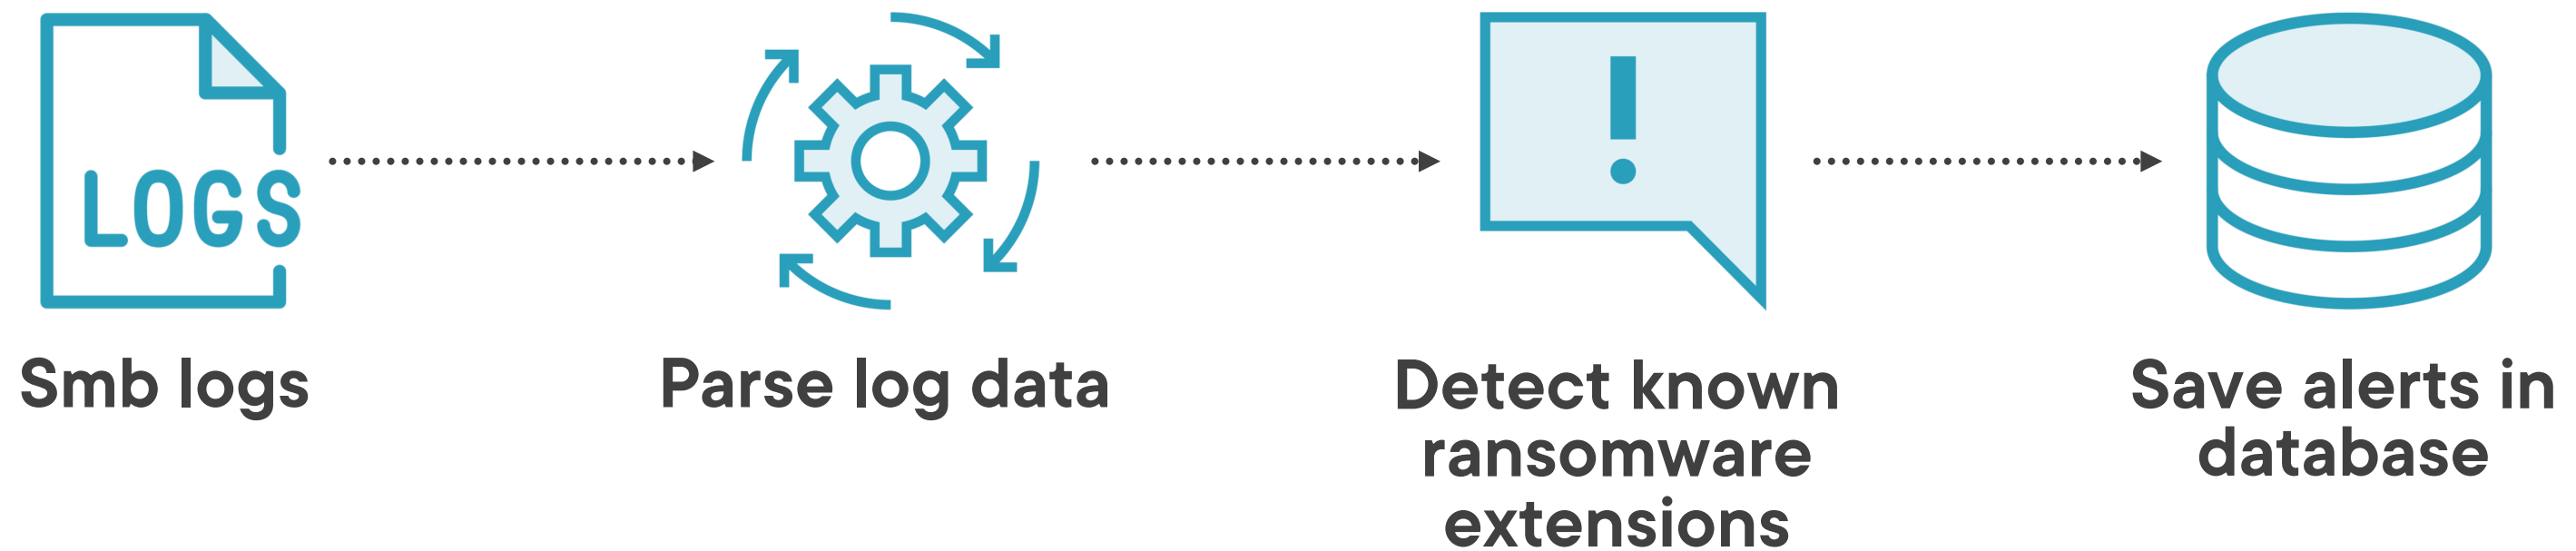 LOGS
Smb logs
Parse log data
Detect known
ransomware
extensions
Save alerts in
database